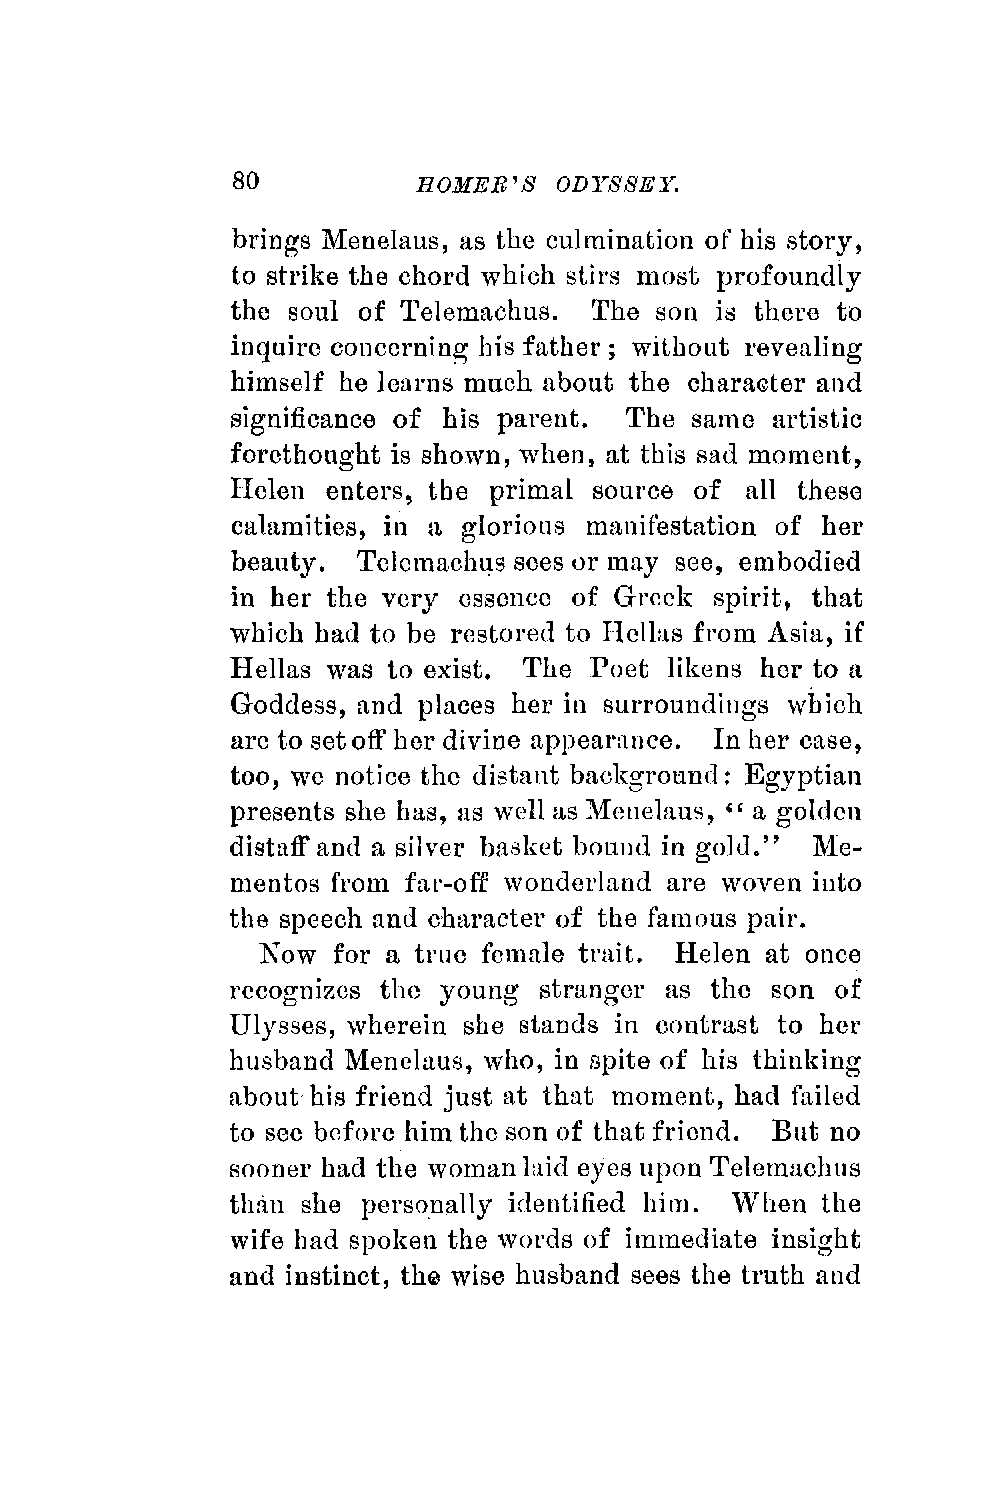 80 HOMER'S ODYSSEY.
brings Menelaus, as the culmination of his story,
to strike the chord which stirs most profoundly
the soul of Telemachus. The son is there to
inquire concerning his father; without revealing
himself he learns much about the character and
significance of his parent. The same artistic
forethought is shown, when, at this sad moment,
Helen enters, the primal source of all these
calamities, in a glorious manifestation of her
beauty. Telemachus sees or may see, embodied
in her the very essence of Greek spirit, that
which had to be restored to Hellas from Asia, if
Hellas was to exist. The Poet likens her to a
Goddess, and places her in surroundings which
are to set off her divine appearance. In her case,
too, we notice the distant background: Egyptian
presents she has, as well as Menelaus, "a golden
distaff and a silver basket bound in gold." Me-
mentos from far-off wonderland are woven into
the speech and character of the famous pair.
Now for a true female trait. Helen at once
recognizes the young stranger as the son of
Ulysses, wherein she stands in contrast to her
husband Menelaus, who, in spite of his thinking
about his friend just at that moment, had failed
to see before him the son of that friend. But no
sooner had the woman laid eyes upon Telemachus
than she personally identified him. When the
wife had spoken the words of immediate insight
and instinct, the wise husband sees the truth and